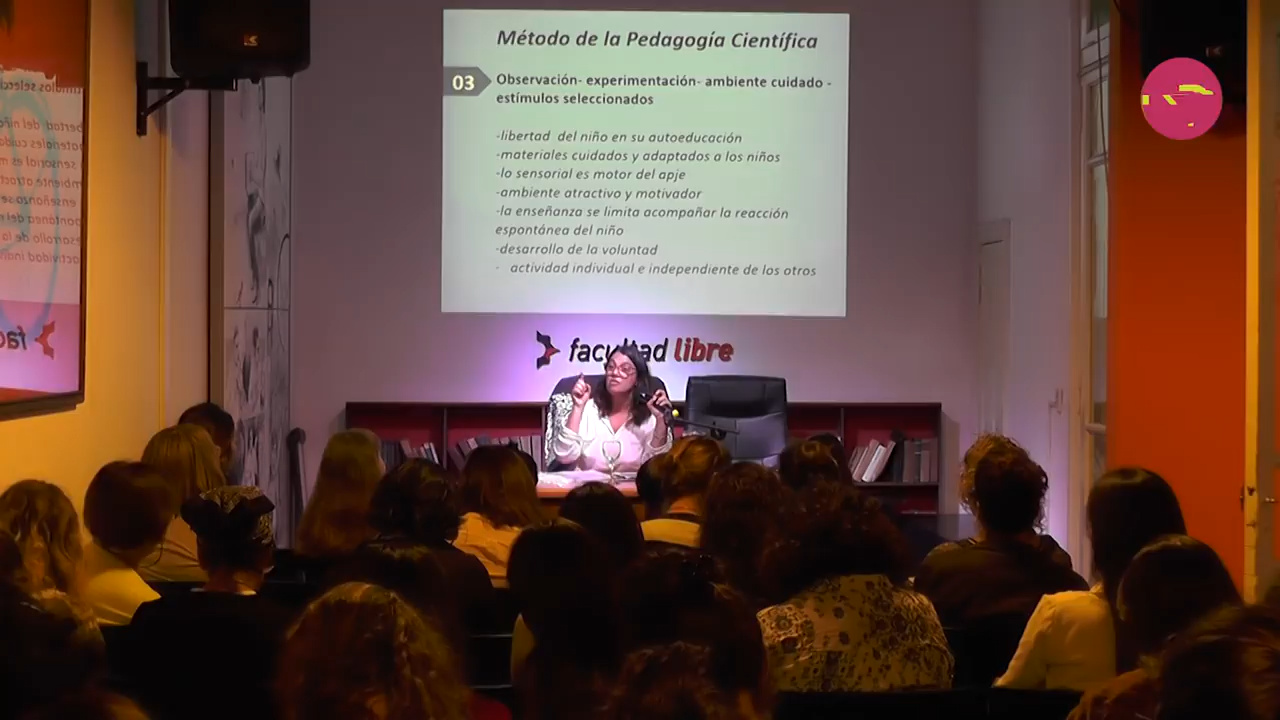 Método de la Pedagogía Científica
03
Observación- experimentación- ambiente cuidado -
estímulos seleccionados
-libertad del niño en su autoeducación
-materiales cuidados y adaptados a los niños
-lo sensorial es motor del apje
-ambiente atractivo y motivador
-la enseñanza se limita acompañar la reacción
espontánea del niño
-desarrollo de la voluntad
- actividad individual e independiente de los otros
facultad libre